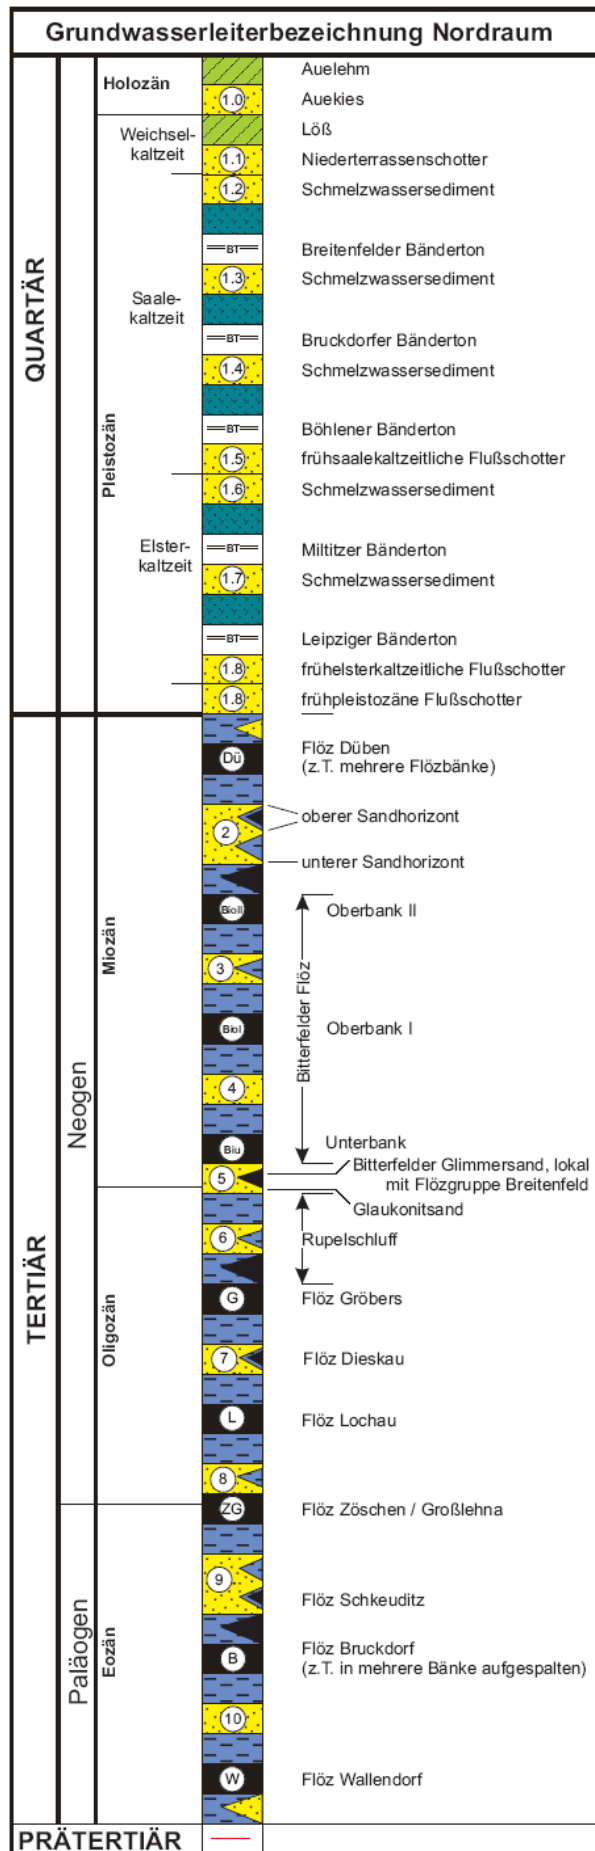 Grundwasserleiterbezeichnung Nordraum
QUARTÄR
Holozän
Auelehm
1.0
Auekies
Pleistozän
Weichsel-
kaltzeit
Löß
1.1
Niederterrassenschotter
1.2
Schmelzwassersediment
Saale-
kaltzeit
BT
Breitenfelder Bänderton
1.3
Schmelzwassersediment
BT
Bruckdorfer Bänderton
1.4
Schmelzwassersediment
BT
Böhlener Bänderton
1.5
frühsaalekaltzeitliche Flußschotter
1.6
Schmelzwassersediment
Elster-
kaltzeit
BT
Miltitzer Bänderton
1.7
Schmelzwassersediment
BT
Leipziger Bänderton
1.8
frühelsterkaltzeitliche Flußschotter
1.8
frühpleistozäne Flußschotter
TERTIÄR
Neogen
Miozän
Dü
Flöz Düben
(z.T. mehrere Flözbänke)
2
oberer Sandhorizont
unterer Sandhorizont
Bitterfelder Flöz
BioII
Oberbank II
3
BioI
Oberbank I
4
Biu
Unterbank
5
Bitterfelder Glimmersand, lokal
mit Flözgruppe Breitenfeld
Glaukonitsand
Oligozän
6
Rupelschluff
G
Flöz Gröbers
7
Flöz Dieskau
L
Flöz Lochau
8
Paläogen
Eozän
ZG
Flöz Zöschen / Großlehna
9
Flöz Schkeuditz
B
Flöz Bruckdorf
(z.T. in mehrere Bänke aufgespalten)
10
W
Flöz Wallendorf
PRÄTERTIÄR